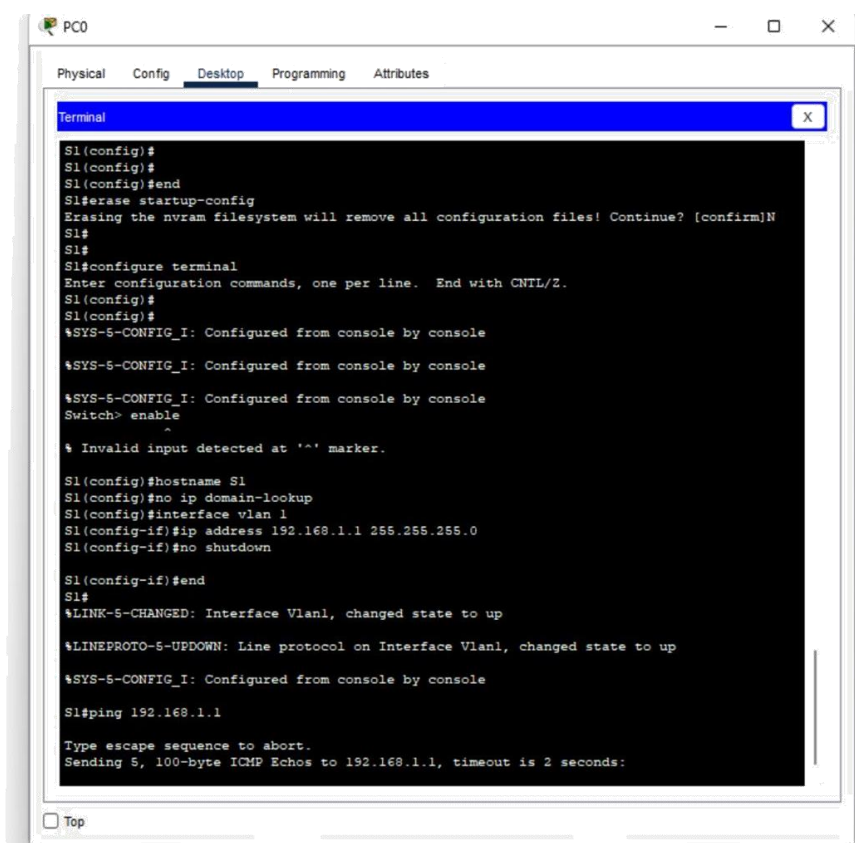 PC0
Physical Config Desktop Programming Attributes
Terminal X
S1(config)#
S1(config)#
S1(config)#end
S1#erase startup-config
Erasing the nvram filesystem will remove all configuration files! Continue? [confirm]N
S1#
S1#
S1#configure terminal
Enter configuration commands, one per line.  End with CNTL/Z.
S1(config)#
S1(config)#
%SYS-5-CONFIG_I: Configured from console by console
%SYS-5-CONFIG_I: Configured from console by console
%SYS-5-CONFIG_I: Configured from console by console
Switch> enable
^
% Invalid input detected at '^' marker.
S1(config)#hostname S1
S1(config)#no ip domain-lookup
S1(config)#interface vlan 1
S1(config-if)#ip address 192.168.1.1 255.255.255.0
S1(config-if)#no shutdown
S1(config-if)#end
S1#
%LINK-5-CHANGED: Interface Vlan1, changed state to up
%LINEPROTO-5-UPDOWN: Line protocol on Interface Vlan1, changed state to up
%SYS-5-CONFIG_I: Configured from console by console
S1#ping 192.168.1.1
Type escape sequence to abort.
Sending 5, 100-byte ICMP Echos to 192.168.1.1, timeout is 2 seconds:
Top